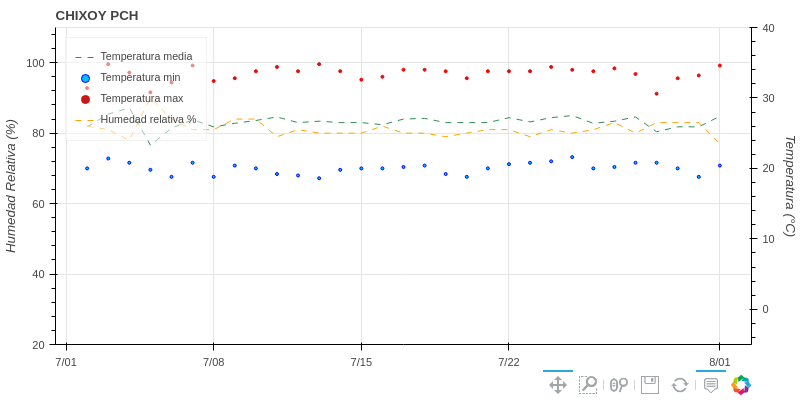 CHIXOY PCH
Temperatura media
Temperatura min
Temperatura max
Humedad relativa %
Humedad Relativa (%)
100
80
60
40
20
Temperatura (°C)
40
30
20
10
0
7/01
7/08
7/15
7/22
8/01